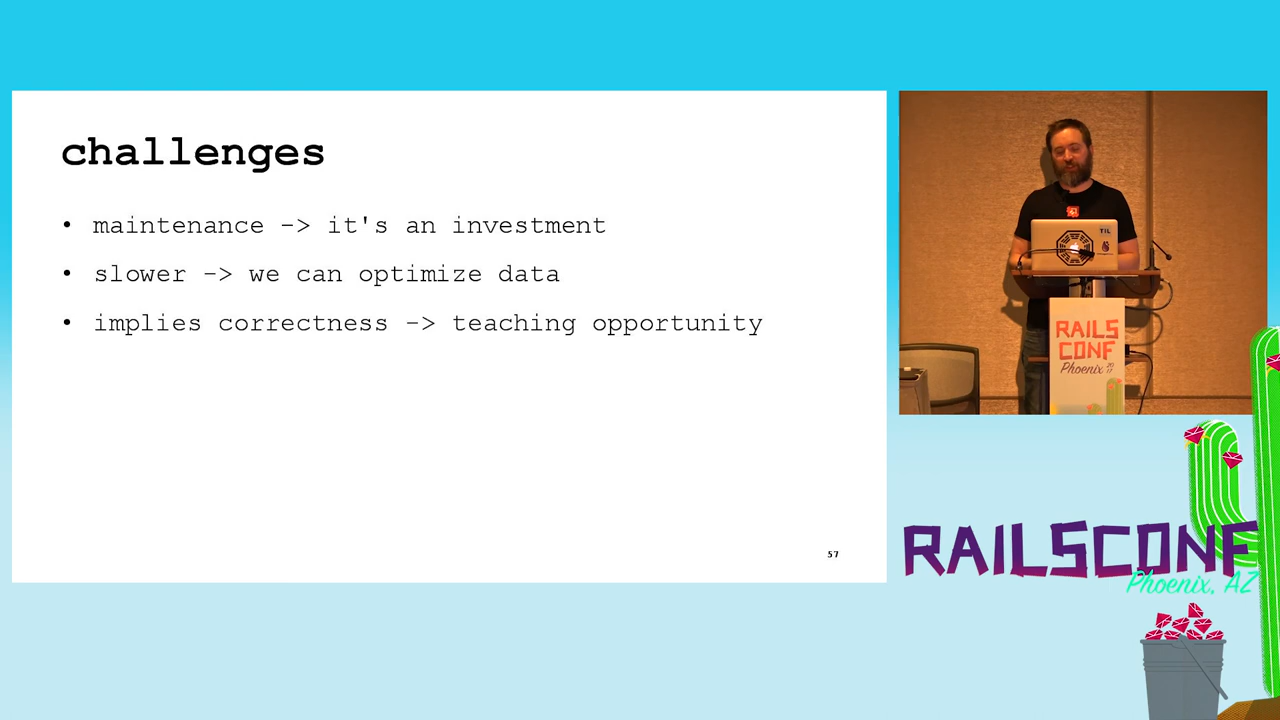 challenges
• maintenance -> it's an investment
• slower -> we can optimize data
• implies correctness -> teaching opportunity
57
TIL
RAILS
CONF
Phoenix 2017
RAILSCONF
Phoenix, AZ